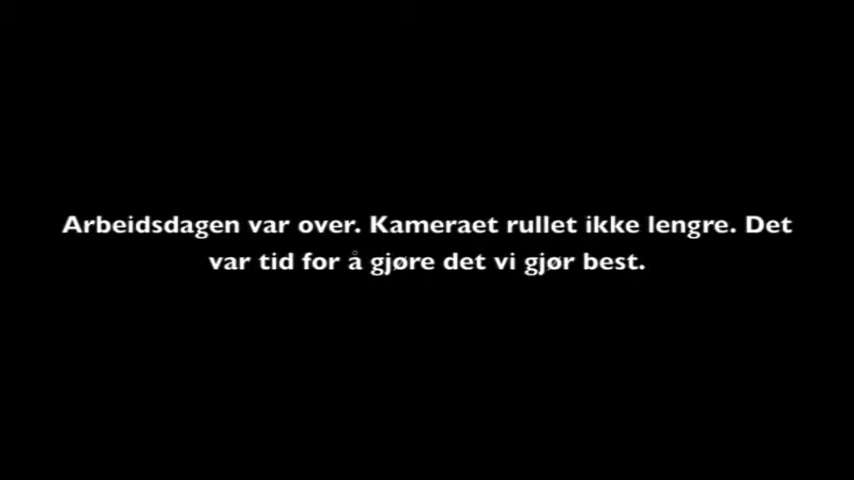 Arbeidsdagen var over. Kameraet rullet ikke lengre. Det
var tid for å gjøre det vi gjør best.